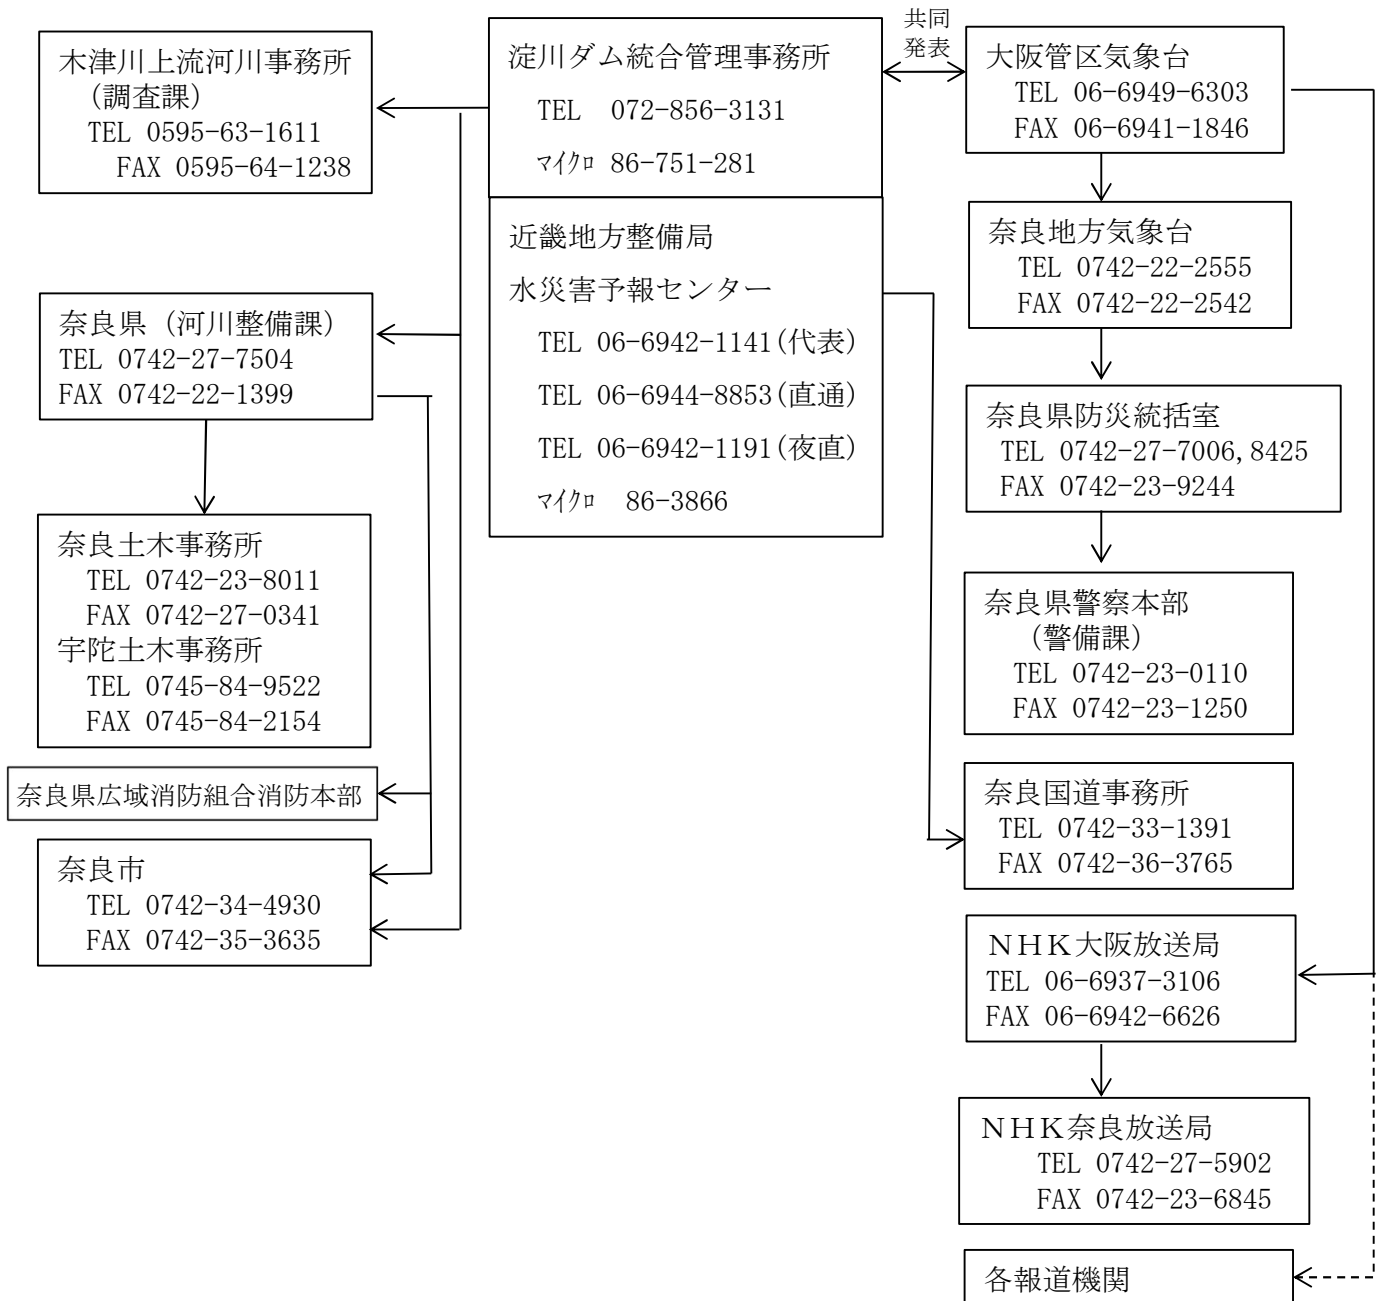 木津川上流河川事務所
(調査課)
TEL 0595-63-1611
FAX 0595-64-1238
奈良県(河川整備課)
TEL 0742-27-7504
FAX 0742-22-1399
奈良土木事務所
TEL 0742-23-8011
FAX 0742-27-0341
宇陀土木事務所
TEL 0745-84-9522
FAX 0745-84-2154
奈良県広域消防組合消防本部
奈良市
TEL 0742-34-4930
FAX 0742-35-3635
淀川ダム統合管理事務所
TEL 072-856-3131
マイクロ 86-751-281
近畿地方整備局
水災害予報センター
TEL 06-6942-1141(代表)
TEL 06-6944-8853(直通)
TEL 06-6942-1191(夜直)
マイクロ 86-3866
共同
発表
大阪管区気象台
TEL 06-6949-6303
FAX 06-6941-1846
奈良地方気象台
TEL 0742-22-2555
FAX 0742-22-2542
奈良県防災統括室
TEL 0742-27-7006,8425
FAX 0742-23-9244
奈良県警察本部
(警備課)
TEL 0742-23-0110
FAX 0742-23-1250
奈良国道事務所
TEL 0742-33-1391
FAX 0742-36-3765
NHK大阪放送局
TEL 06-6937-3106
FAX 06-6942-6626
NHK奈良放送局
TEL 0742-27-5902
FAX 0742-23-6845
各報道機関